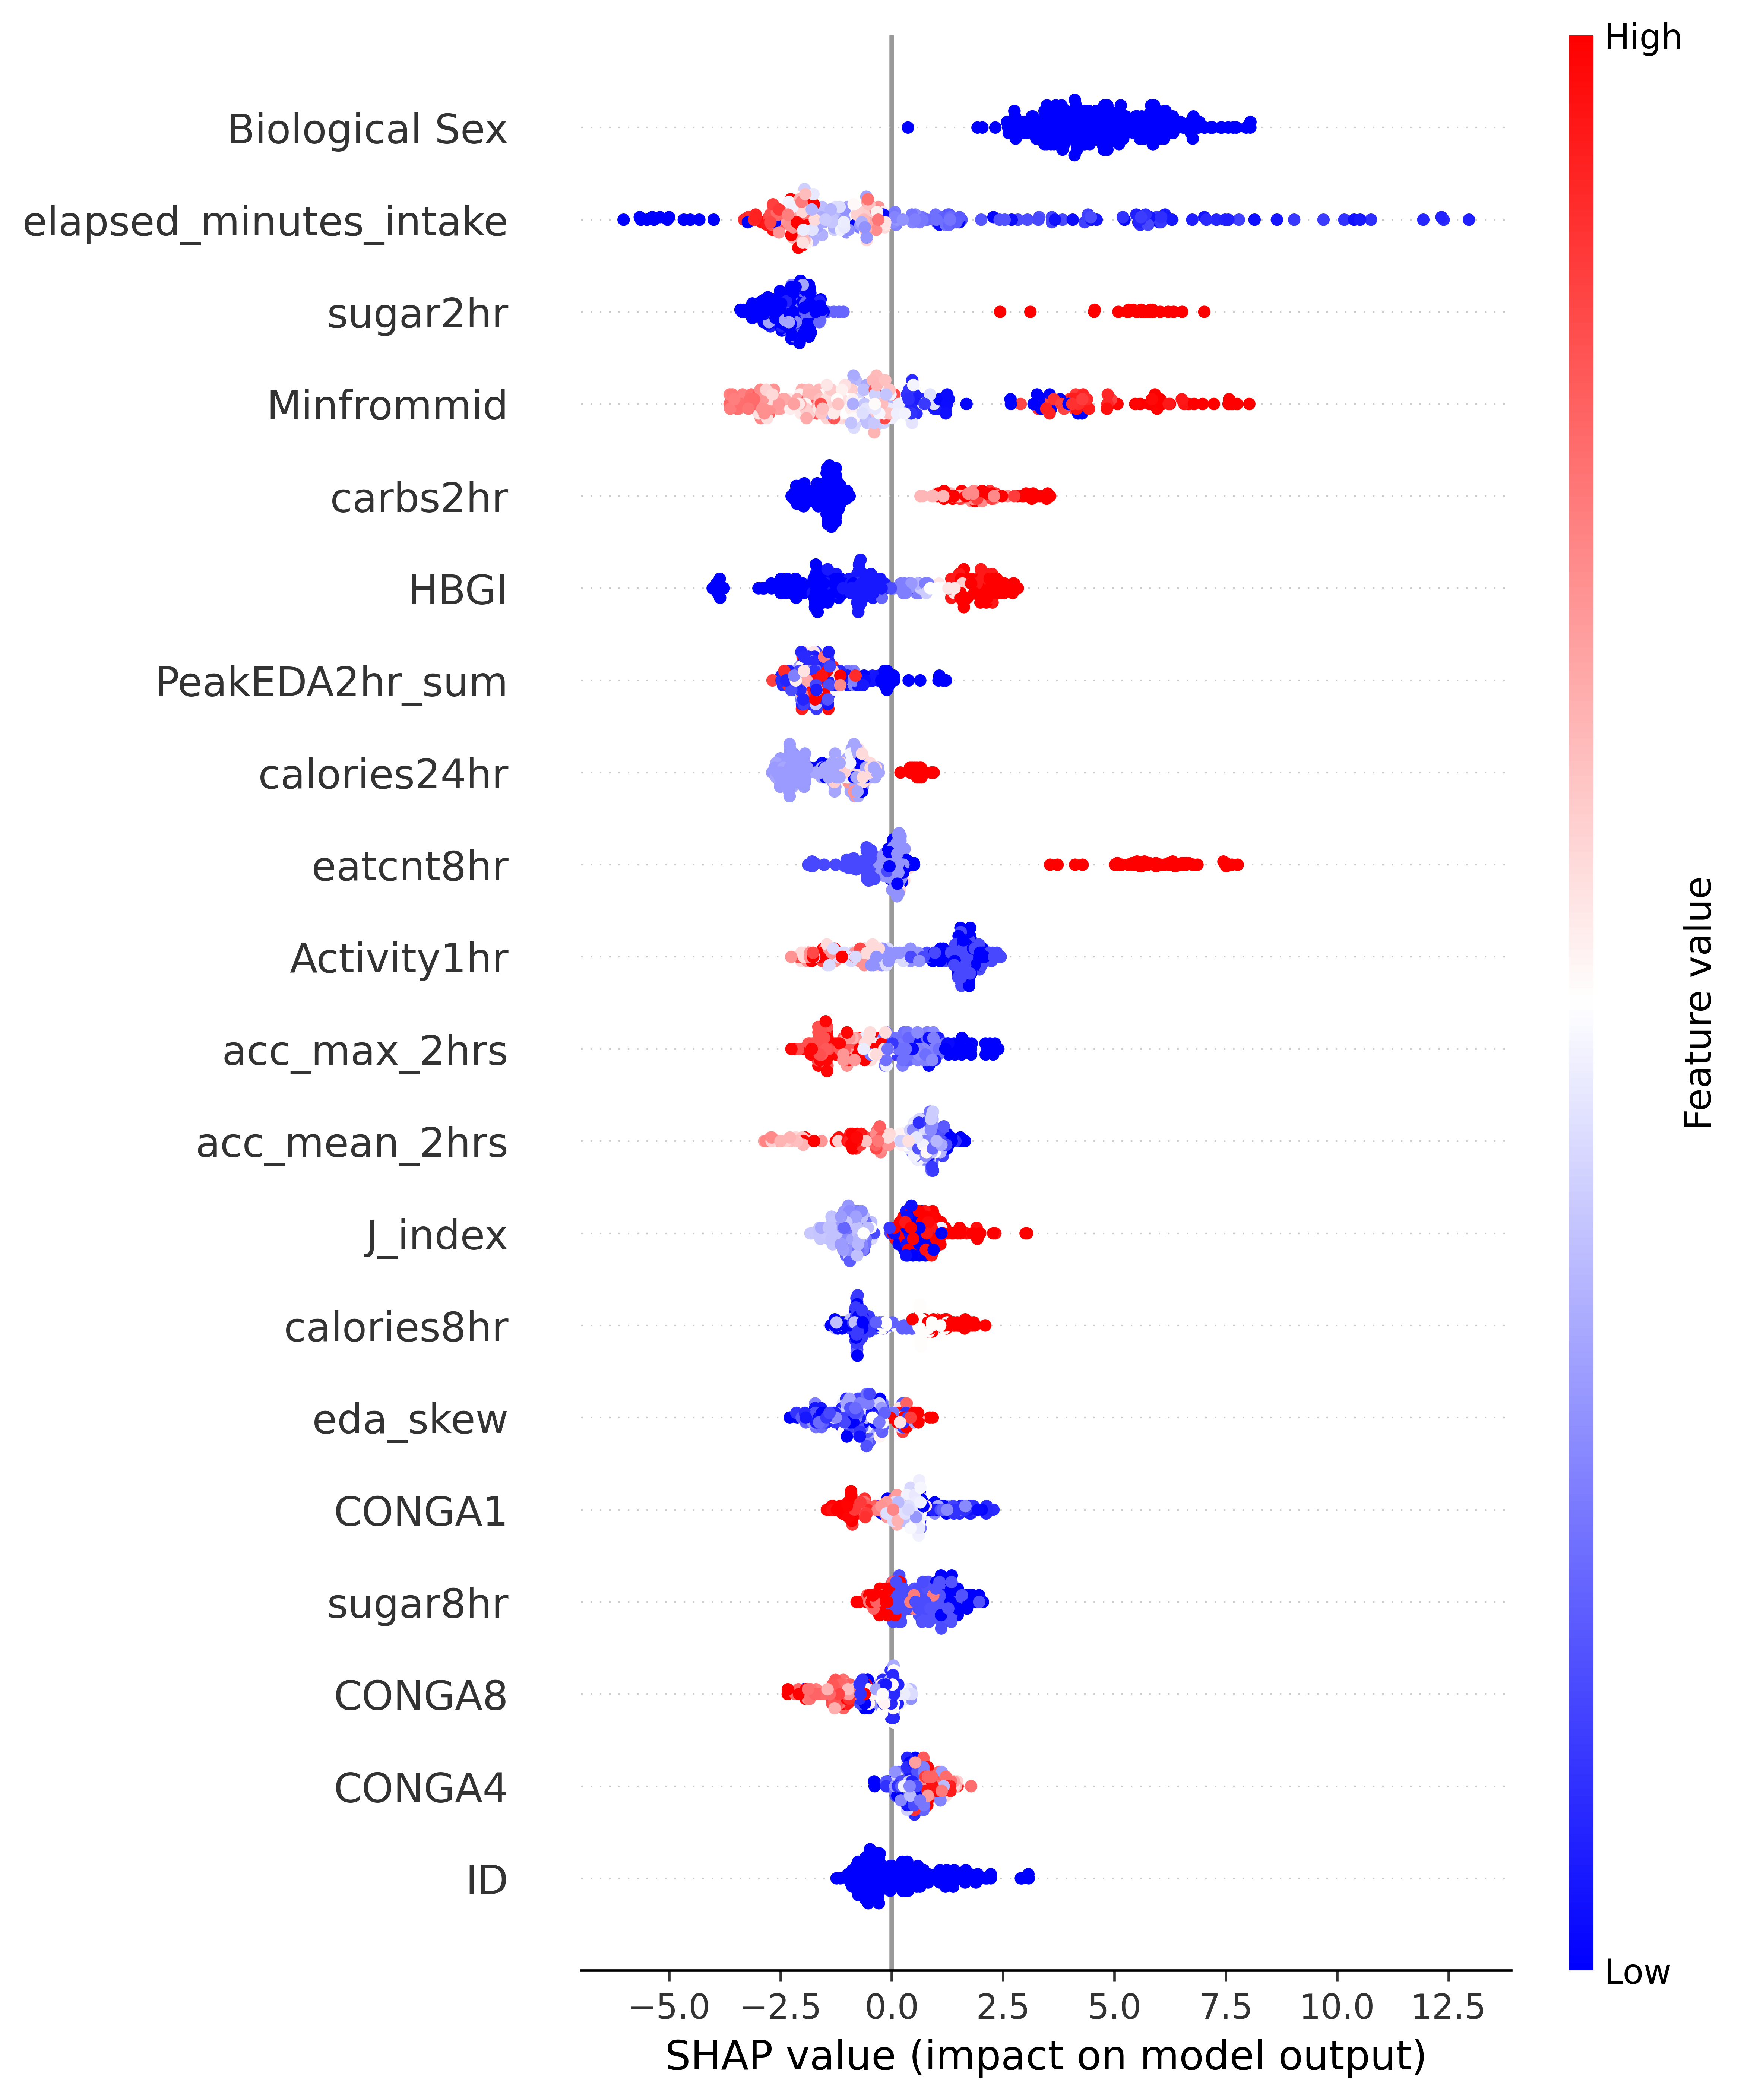 High
Biological Sex
elapsed_minutes_intake
sugar2hr
Minfrommid
carbs2hr
HBGI
PeakEDA2hr_sum
calories24hr
eatcnt8hr
Activity1hr
acc_max_2hrs
acc_mean_2hrs
J_index
calories8hr
eda_skew
CONGA1
sugar8hr
CONGA8
CONGA4
ID
Feature value
Low
−5.0 −2.5 0.0 2.5 5.0 7.5 10.0 12.5
SHAP value (impact on model output)